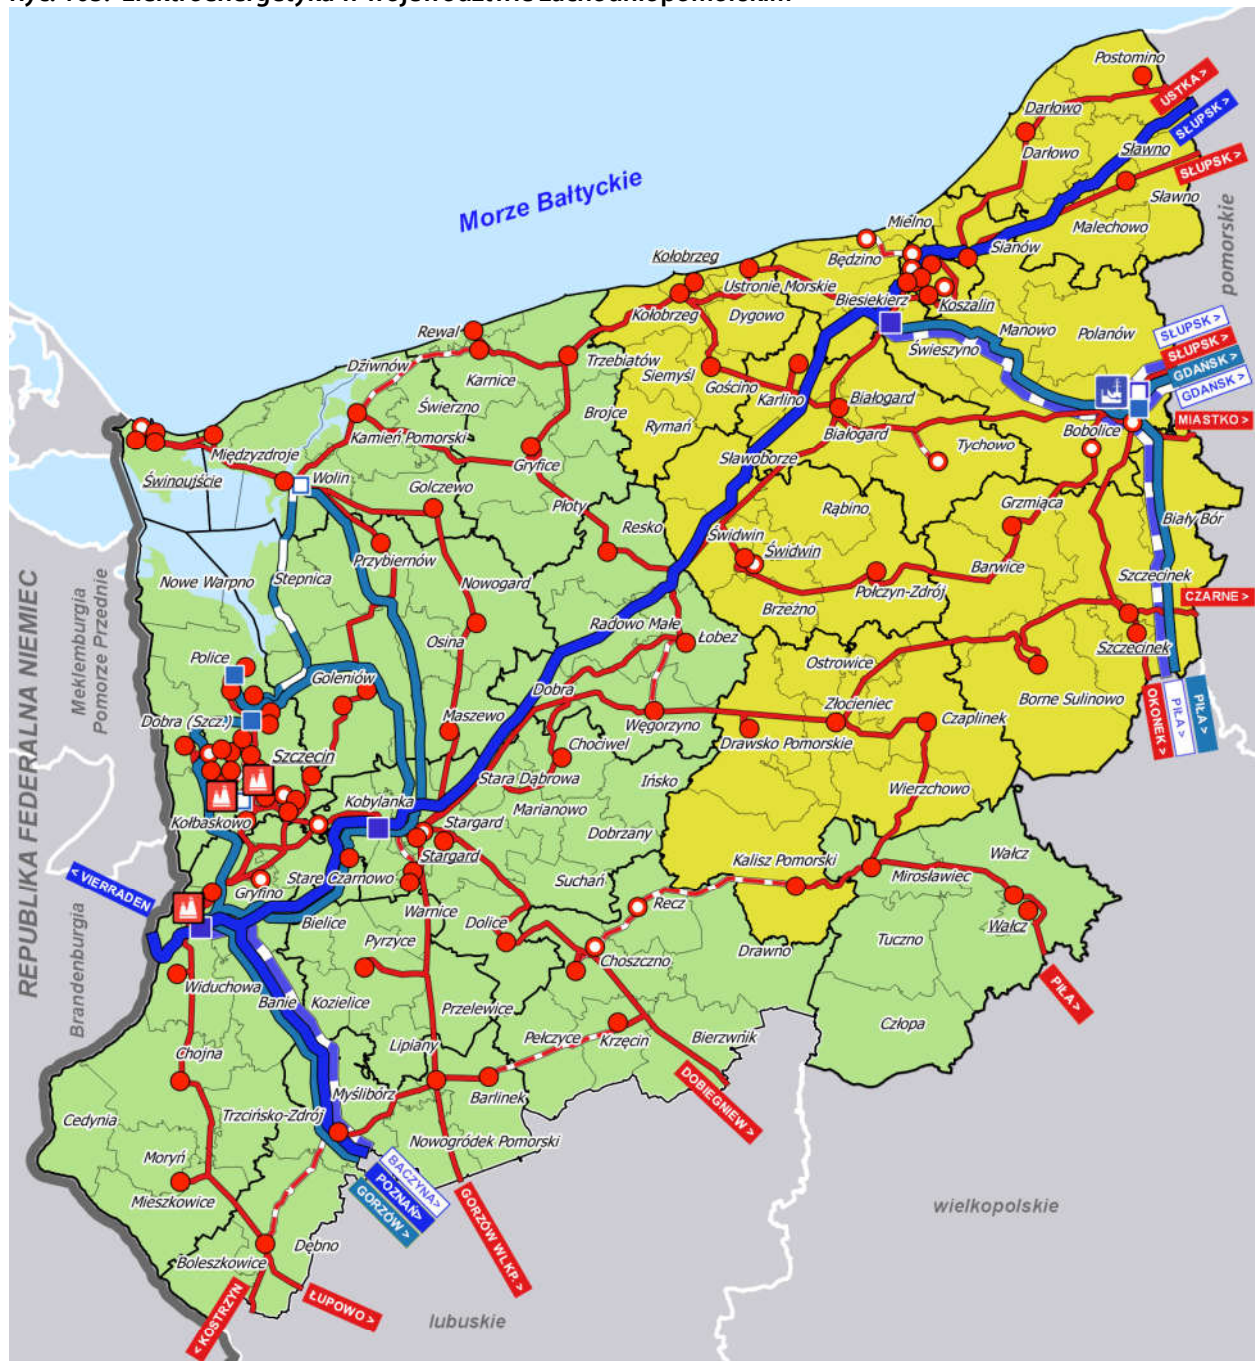 Ryc. 103. Elektroenergetyka w województwie zachodniopomorskim
Postomino
USTKA >
SŁUPSK >
Darłowo
Darłowo
Sławno
SŁUPSK >
Sławno
Morze Bałtyckie
pomorskie
Mielno
Malechowo
Będzino
Sianów
Kołobrzeg
Ustronie Morskie
Biesiekierz
Koszalin
Kołobrzeg
Dygowo
Manowo
Polanów
SŁUPSK >
Rewal
Świeszyno
SŁUPSK >
Dziwnów
Trzebiatów
GDAŃSK >
Karnice
Siemyśl
Gościno
GDAŃSK >
Karlino
Białogard
Świerzno
Brojce
Rymań
MIASTKO >
Kamień Pomorski
Białogard
Tychowo
Bobolice
Międzyzdroje
Gryfice
Sławoborze
Świnoujście
Wolin
Golczewo
Płoty
Resko
Rąbino
Grzmiąca
Biały Bór
Świdwin
Świdwin
Przybiernów
Nowe Warpno
Stepnica
Nowogard
Połczyn-Zdrój
Barwice
Szczecinek
CZARNE >
Brzeżno
REPUBLIKA FEDERALNA NIEMIEC
Meklemburgia
Pomorze Przednie
Radowo Małe
Łobez
Osina
Szczecinek
Police
Ostrowice
Goleniów
Dobra
Borne Sulinowo
Złocieniec
OKONEK >
PIŁA >
PIŁA >
Dobra (Szcz.)
Maszewo
Węgorzyno
Czaplinek
Chociwel
Drawsko Pomorskie
Szczecin
Stara Dąbrowa
Ińsko
Wierzchowo
Kobylanka
Marianowo
Kołbaskowo
Stargard
Dobrzany
Stargard
Kalisz Pomorski
Wałcz
< VIERRADEN
Gryfino
Stare Czarnowo
Suchań
Mirosławiec
Recz
Warnice
Wałcz
Bielice
Dolice
Brandenburgia
Pyrzyce
Tuczno
Drawno
Choszczno
Widuchowa
PIŁA >
Banie
Kozielice
Przelewice
Człopa
Pełczyce
Krzęcin
Bierzwnik
Chojna
Lipiany
DOBIEGNIEW >
Myślibórz
Barlinek
Cedynia
Trzcińsko-Zdrój
Nowogródek Pomorski
Moryń
BACZYNA>
POZNAŃ>
GORZÓW >
Mieszkowice
GORZÓW WLKP. >
wielkopolskie
Dębno
Boleszkowice
< KOSTRZYN
ŁUPOWO >
lubuskie